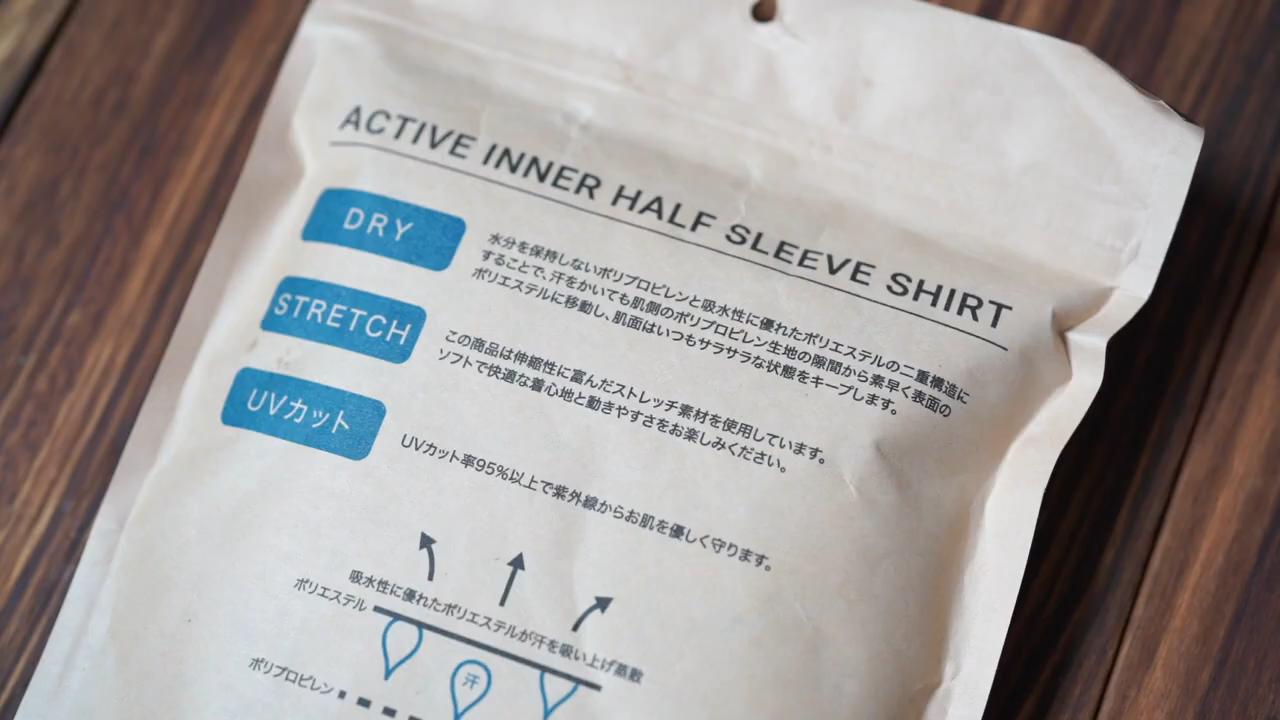 ACTIVE INNER HALF SLEEVE SHIRT
DRY
水分を保持しないポリプロピレンと吸水性に優れたポリエステルの二重構造に
することで、汗をかいても肌側のポリプロピレン生地の隙間から素早く表面の
ポリエステルに移動し、肌面はいつもサラサラな状態をキープします。
STRETCH
この商品は伸縮性に富んだストレッチ素材を使用しています。
ソフトで快適な着心地と動きやすさをお楽しみください。
UVカット
UVカット率95%以上で紫外線からお肌を優しく守ります。
吸水性に優れたポリエステルが汗を吸い上げ蒸散
ポリエステル
汗
ポリプロピレン